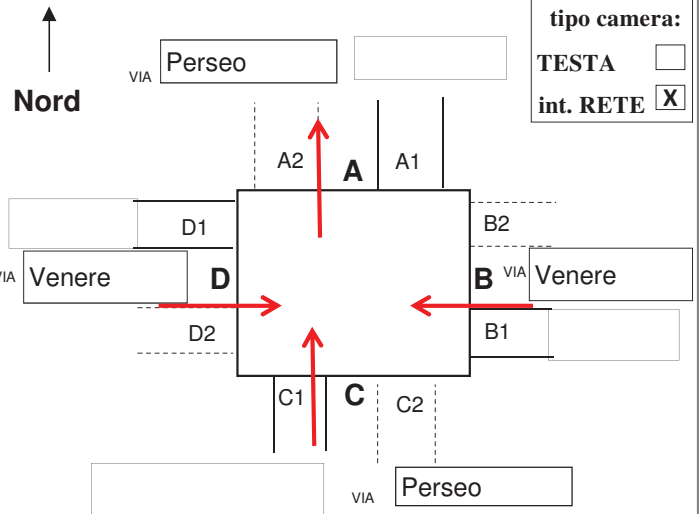 tipo camera:
VIA Perseo
TESTA
Nord
int. RETE X
A2 A A1
D1 B2
VIA Venere D B VIA Venere
D2 B1
C1 C C2
VIA Perseo